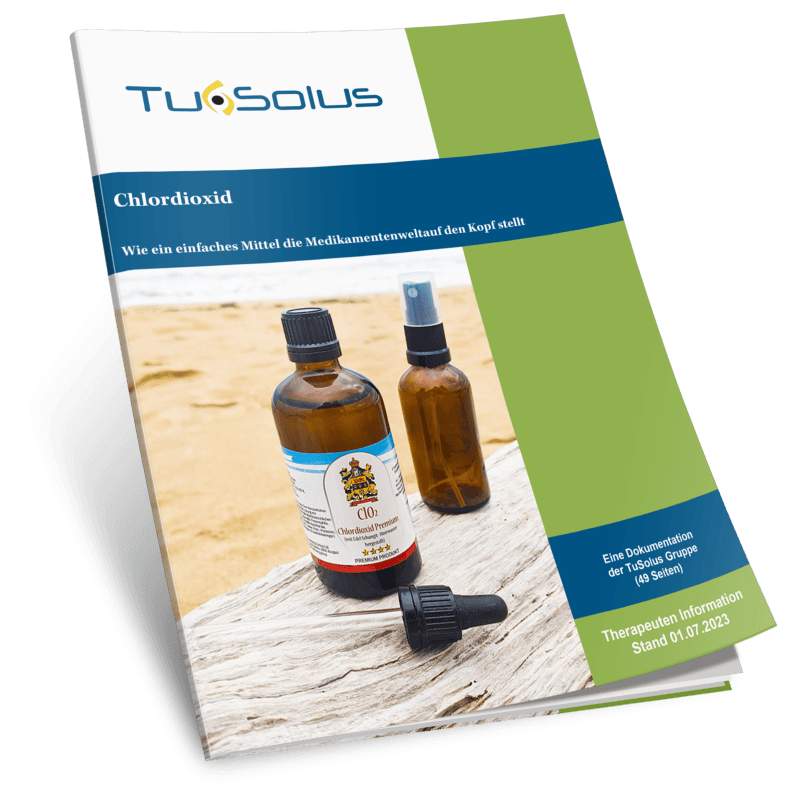 TuSolus
Chlordioxid
Wie ein einfaches Mittel die Medikamentenweltauf den Kopf stellt
ClO₂
Chlordioxid Premium
PREMIUM PRODUKT
Eine Dokumentation
der TuSolus Gruppe
(49 Seiten)
Therapeuten Information
Stand 01.07.2023